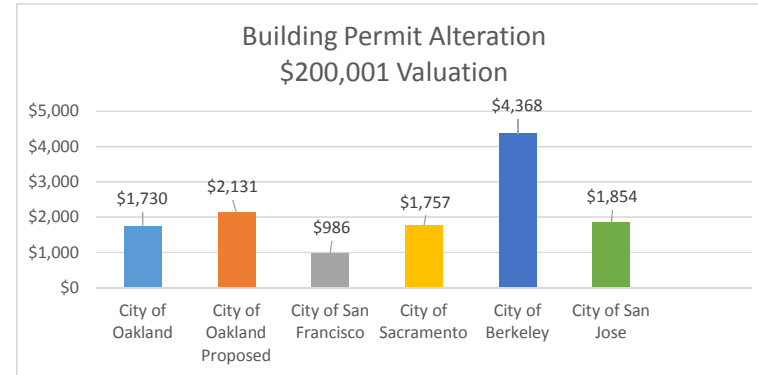 Building Permit Alteration
$200,001 Valuation
$5,000
$4,000
$3,000
$2,000
$1,000
$0
$1,730
$2,131
$986
$1,757
$4,368
$1,854
City of
Oakland
City of
Oakland
Proposed
City of San
Francisco
City of
Sacramento
City of
Berkeley
City of San
Jose